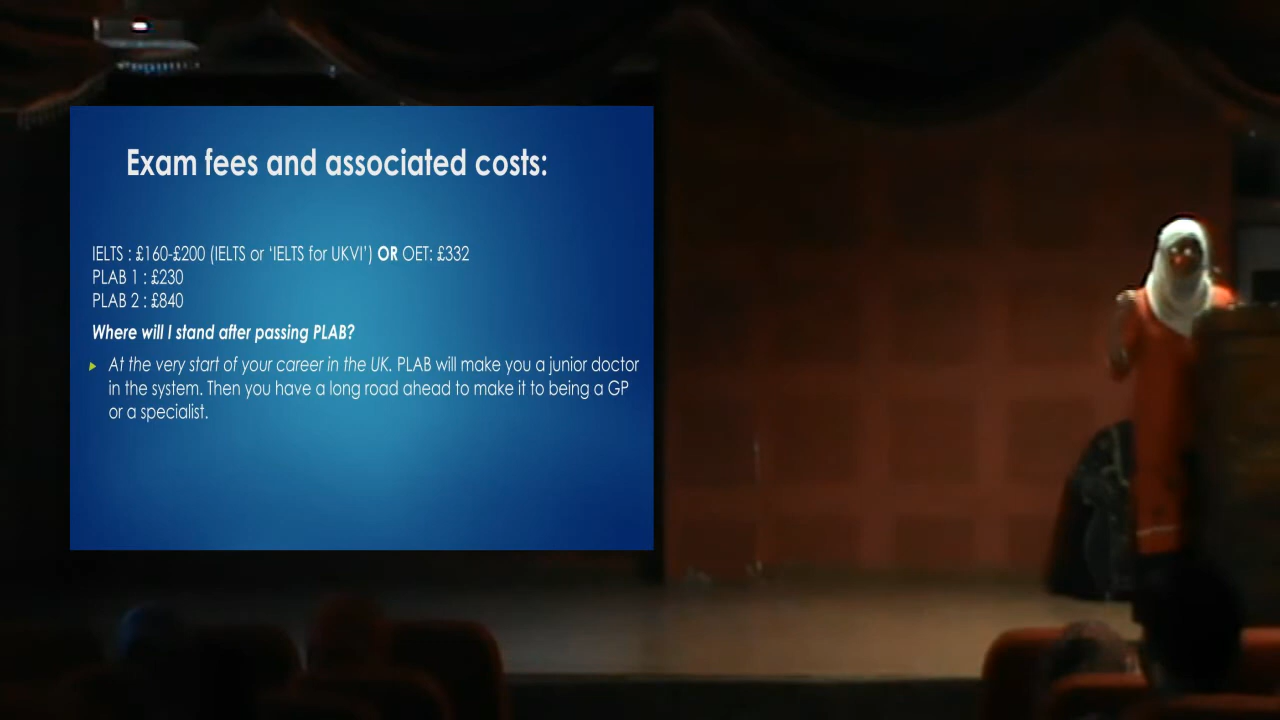 Exam fees and associated costs:
IELTS : £160-£200 (IELTS or ‘IELTS for UKVI’) OR OET: £332
PLAB 1 : £230
PLAB 2 : £840
Where will I stand after passing PLAB?
At the very start of your career in the UK. PLAB will make you a junior doctor
in the system. Then you have a long road ahead to make it to being a GP
or a specialist.